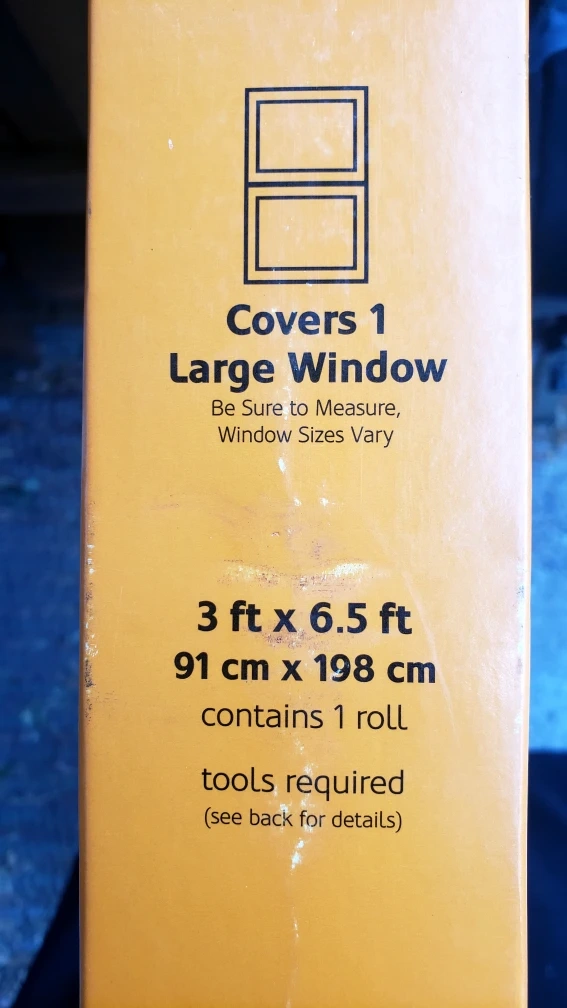 Covers 1
Large Window
Be Sure to Measure,
Window Sizes Vary
3 ft x 6.5 ft
91 cm x 198 cm
contains 1 roll
tools required
(see back for details)